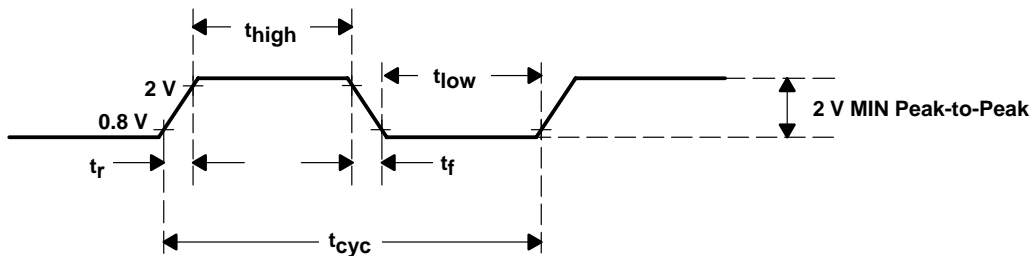 thigh
2 V
tlow
0.8 V
2 V MIN Peak-to-Peak
tr
tf
tcyc